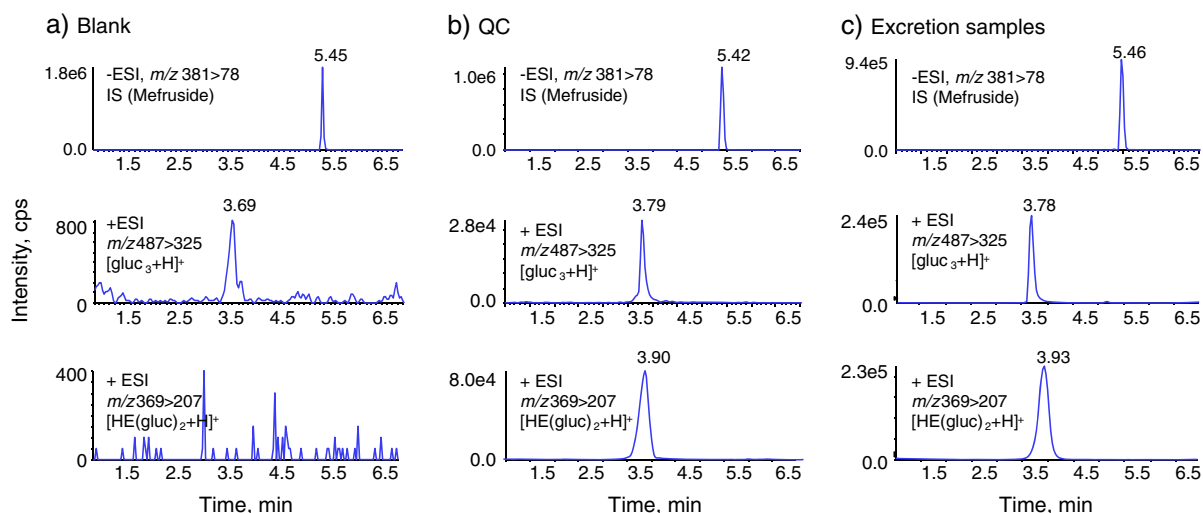 a) Blank
5.45
1.8e6
-ESI, m/z 381>78
IS (Mefruside)
0.0
1.5 2.5 3.5 4.5 5.5 6.5
3.69
800
+ESI
m/z487>325
[gluc3+H]+
0
1.5 2.5 3.5 4.5 5.5 6.5
400
+ ESI
m/z369>207
[HE(gluc)2+H]+
0
1.5 2.5 3.5 4.5 5.5 6.5
Time, min
Intensity, cps
b) QC
5.42
1.0e6
-ESI, m/z 381>78
IS (Mefruside)
0.0
1.5 2.5 3.5 4.5 5.5 6.5
3.79
2.8e4
+ ESI
m/z487>325
[gluc3+H]+
0.0
1.5 2.5 3.5 4.5 5.5 6.5
3.90
8.0e4
+ ESI
m/z369>207
[HE(gluc)2+H]+
0.0
1.5 2.5 3.5 4.5 5.5 6.5
Time, min
c) Excretion samples
5.46
9.4e5
-ESI, m/z 381>78
IS (Mefruside)
0.0
1.5 2.5 3.5 4.5 5.5 6.5
3.78
2.4e5
+ ESI
m/z487>325
[gluc3+H]+
0.0
1.5 2.5 3.5 4.5 5.5 6.5
3.93
2.3e5
+ ESI
m/z369>207
[HE(gluc)2+H]+
0.0
1.5 2.5 3.5 4.5 5.5 6.5
Time, min